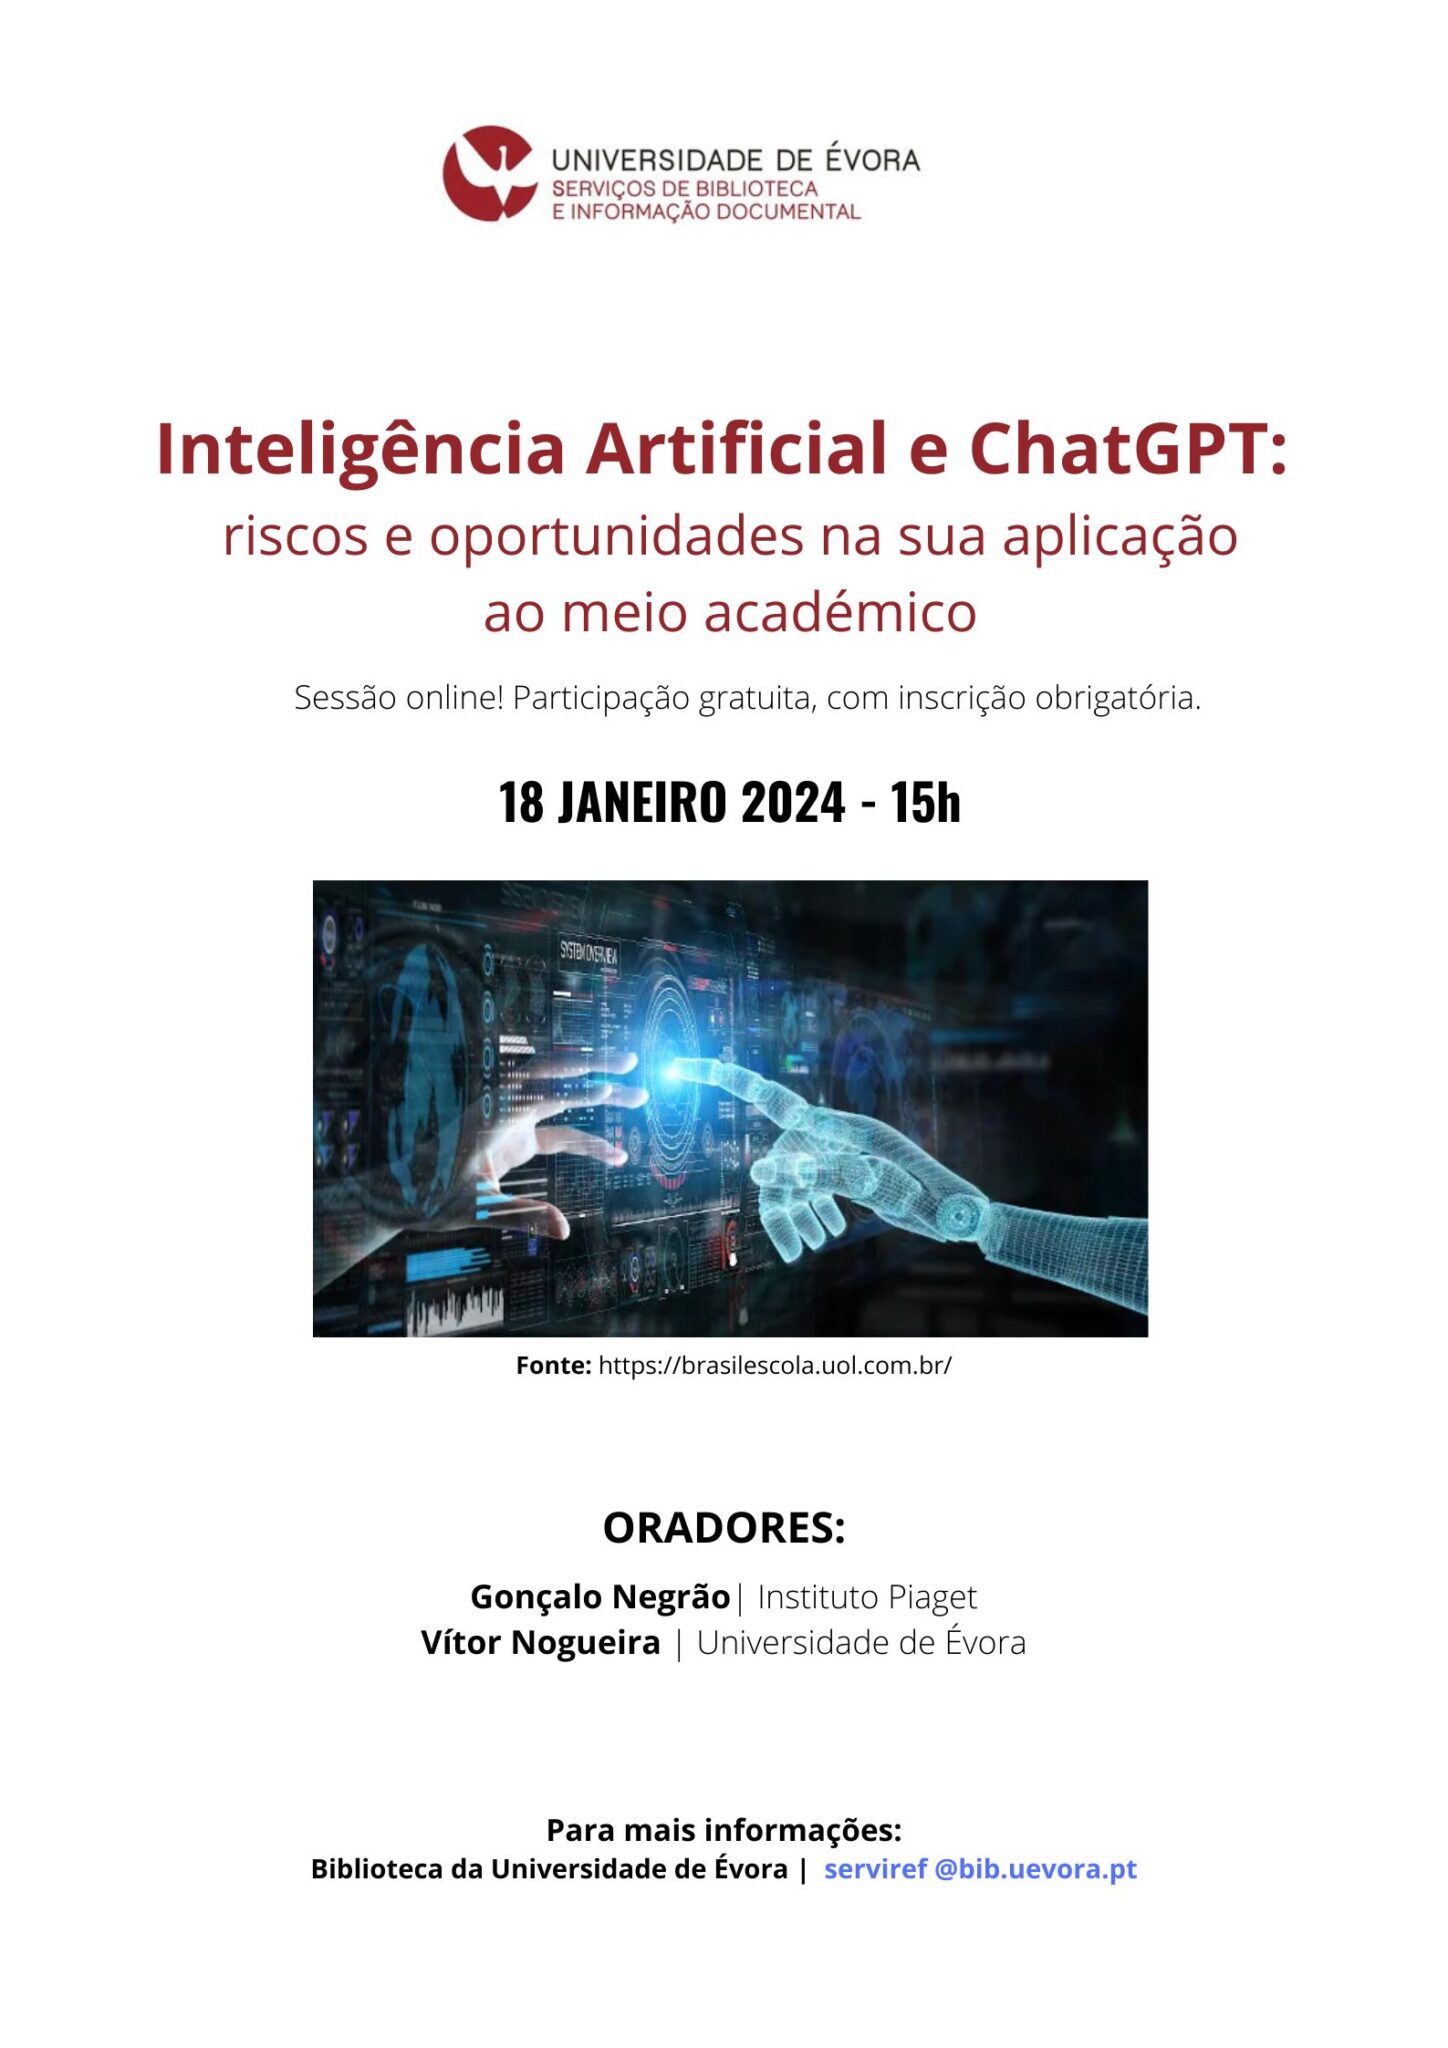 UNIVERSIDADE DE ÉVORA
SERVIÇOS DE BIBLIOTECA
E INFORMAÇÃO DOCUMENTAL
Inteligência Artificial e ChatGPT:
riscos e oportunidades na sua aplicação
ao meio académico
Sessão online! Participação gratuita, com inscrição obrigatória.
18 JANEIRO 2024 - 15h
SYSTEM OVERVIEW
Fonte: https://brasilescola.uol.com.br/
ORADORES:
Gonçalo Negrão| Instituto Piaget
Vítor Nogueira | Universidade de Évora
Para mais informações:
Biblioteca da Universidade de Évora | serviref @bib.uevora.pt